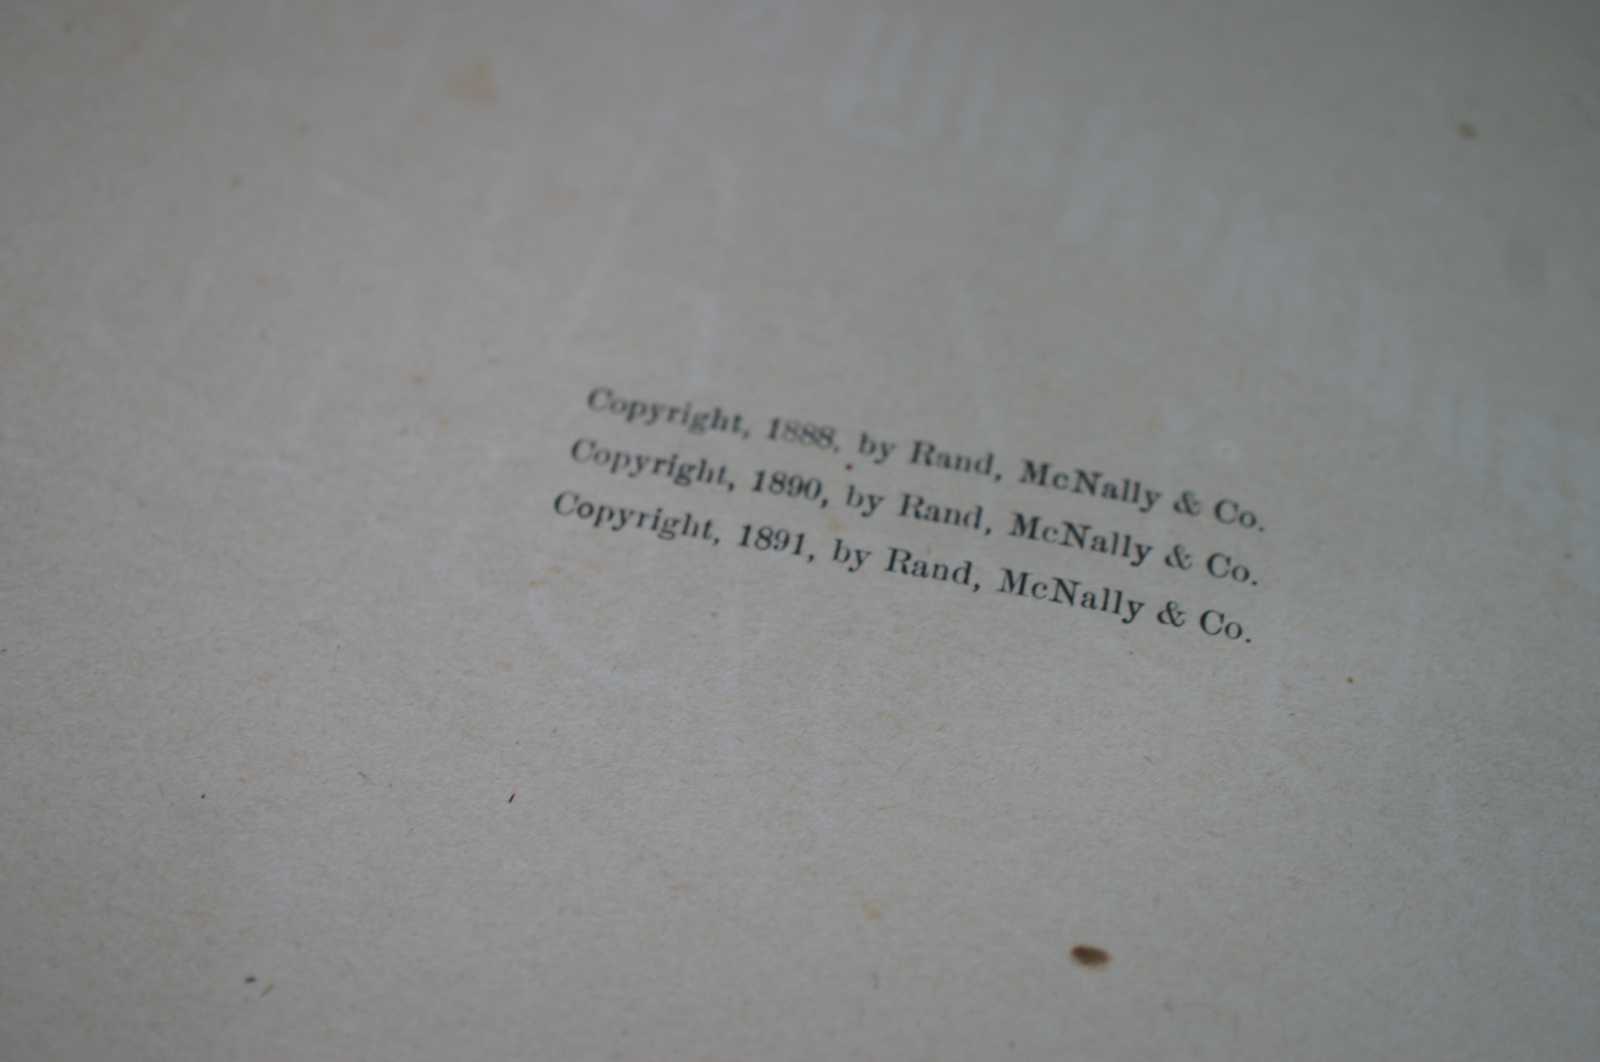 Copyright, 1888, by Rand, McNally & Co.
Copyright, 1890, by Rand, McNally & Co.
Copyright, 1891, by Rand, McNally & Co.